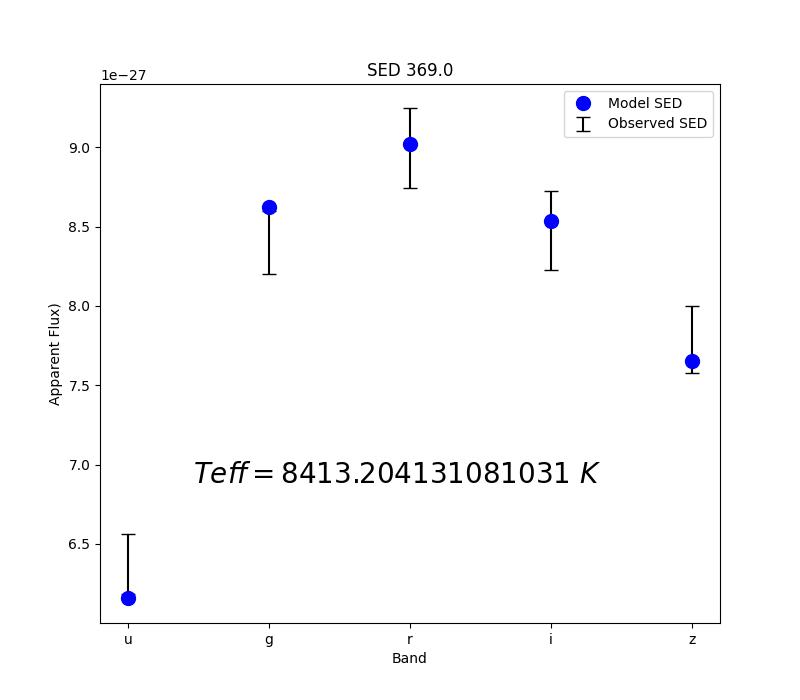 SED 369.0
1e−27
Model SED
Observed SED
9.0
8.5
8.0
7.5
7.0
6.5
Apparent Flux)
Teff = 8413.204131081031 K
u g r i z
Band